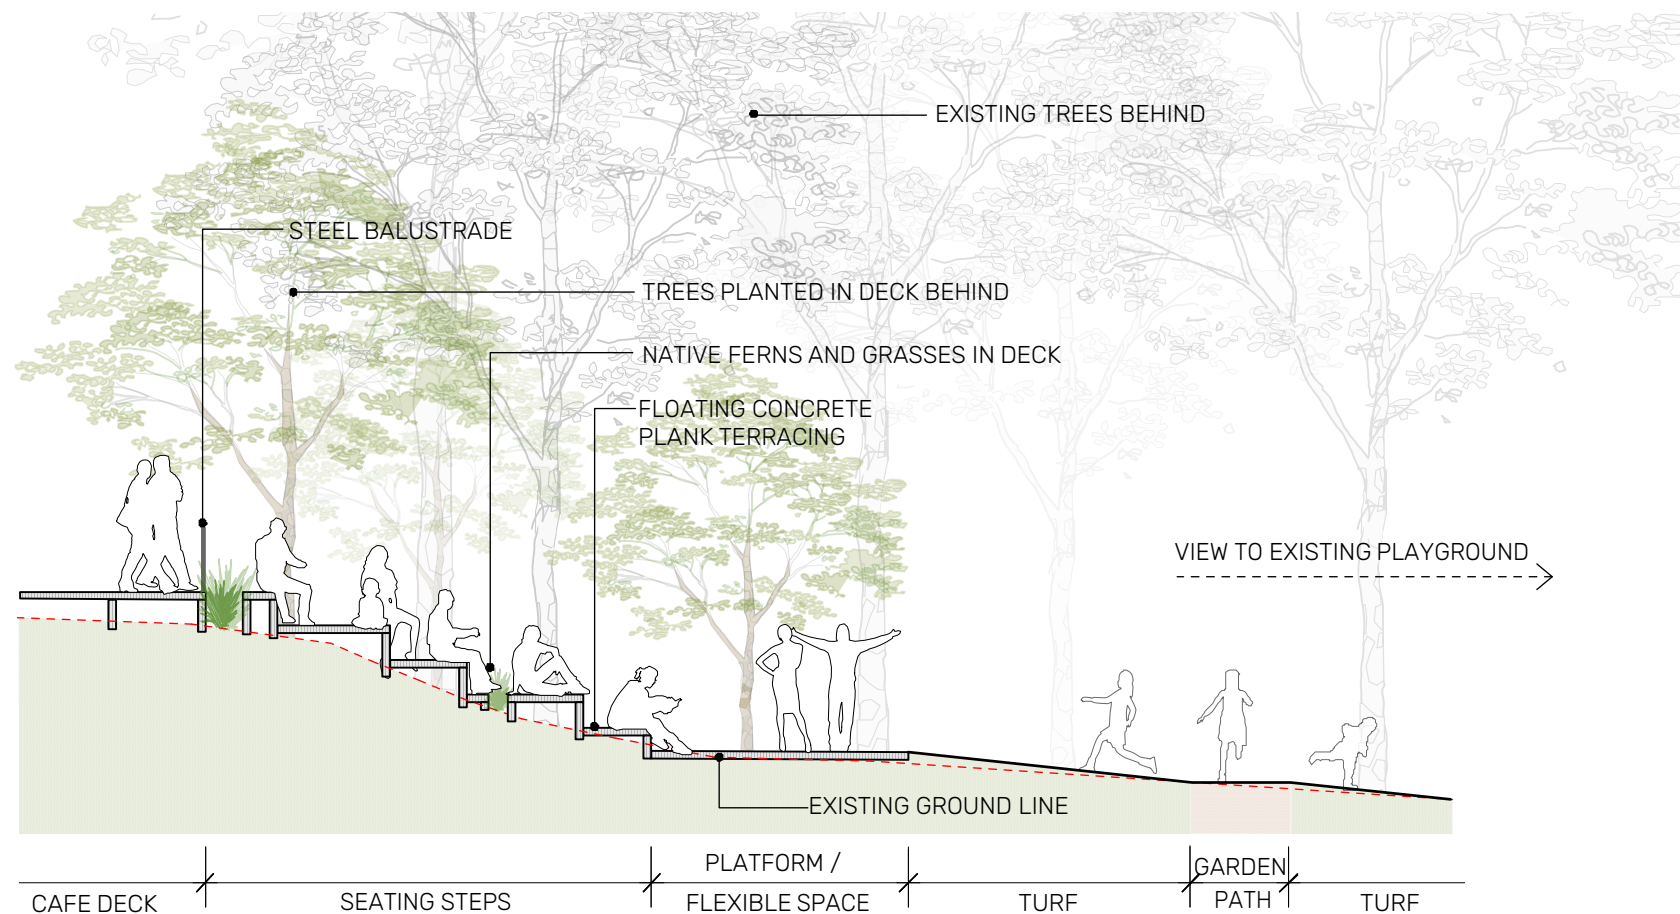 EXISTING TREES BEHIND
STEEL BALUSTRADE
TREES PLANTED IN DECK BEHIND
NATIVE FERNS AND GRASSES IN DECK
FLOATING CONCRETE
PLANK TERRACING
VIEW TO EXISTING PLAYGROUND
EXISTING GROUND LINE
CAFE DECK
SEATING STEPS
PLATFORM /
FLEXIBLE SPACE
TURF
GARDEN
PATH
TURF